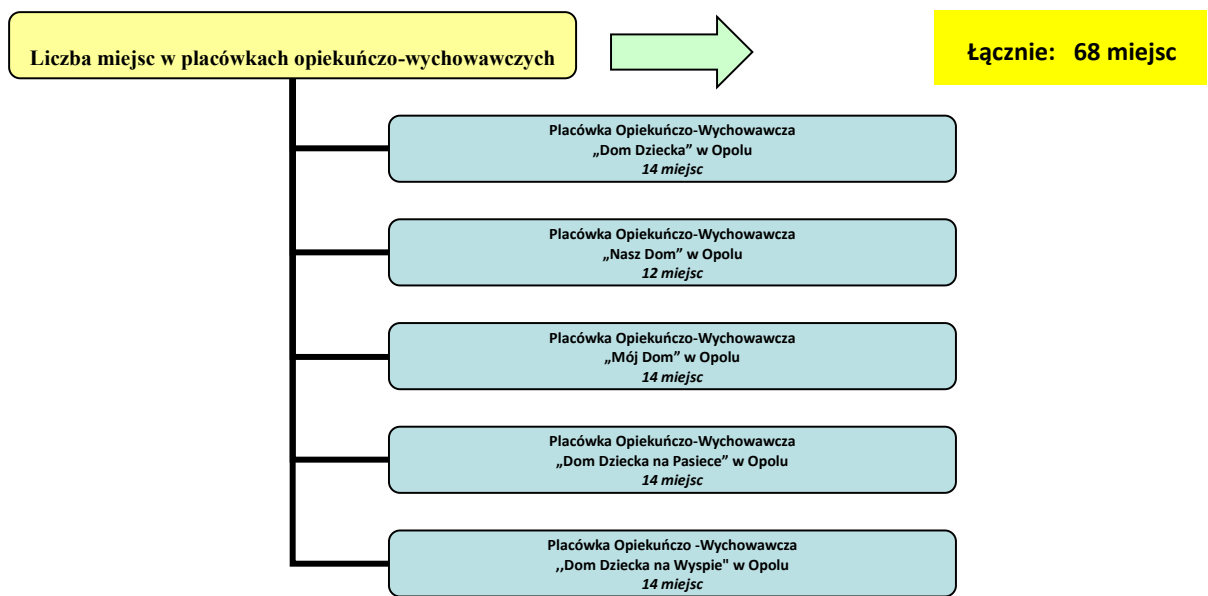 Liczba miejsc w placówkach opiekuńczo-wychowawczych
Łącznie: 68 miejsc
Placówka Opiekuńczo-Wychowawcza
„Dom Dziecka” w Opolu
14 miejsc
Placówka Opiekuńczo-Wychowawcza
„Nasz Dom” w Opolu
12 miejsc
Placówka Opiekuńczo-Wychowawcza
„Mój Dom” w Opolu
14 miejsc
Placówka Opiekuńczo-Wychowawcza
„Dom Dziecka na Pasiece” w Opolu
14 miejsc
Placówka Opiekuńczo -Wychowawcza
,,Dom Dziecka na Wyspie" w Opolu
14 miejsc